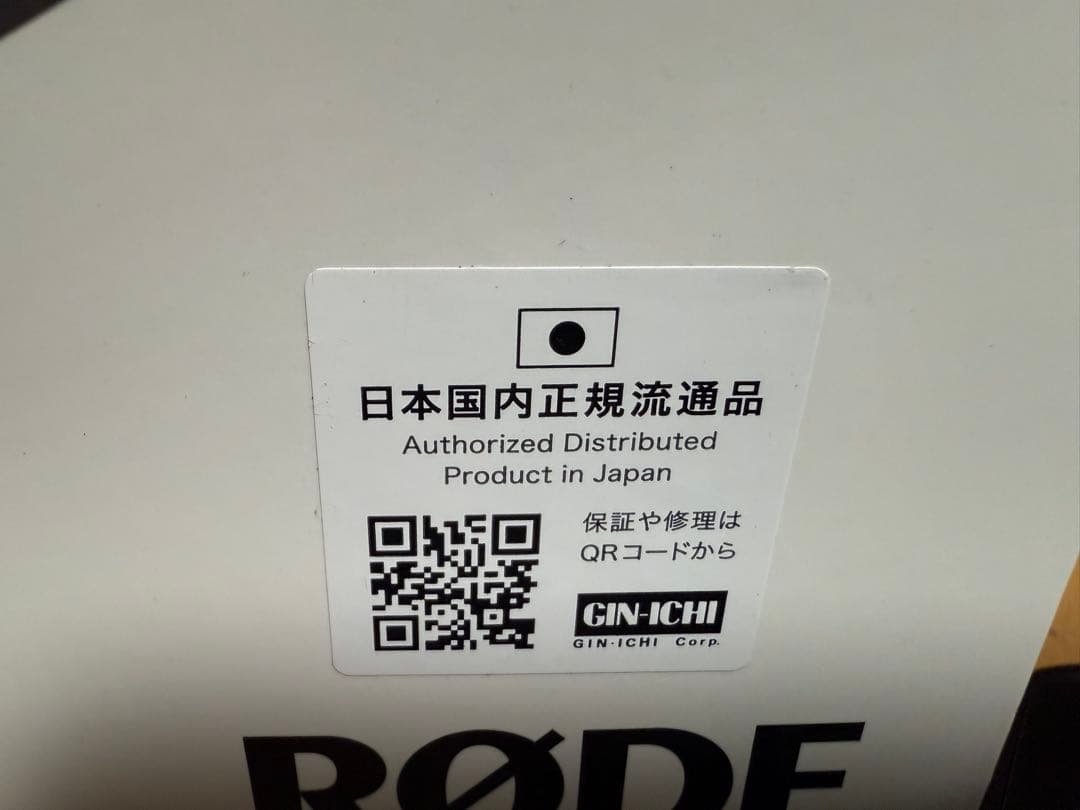 日本国内正規流通品
Authorized Distributed
Product in Japan
保証や修理は
QRコードから
GIN-ICHI
GIN-ICHI Corp.
RØDE